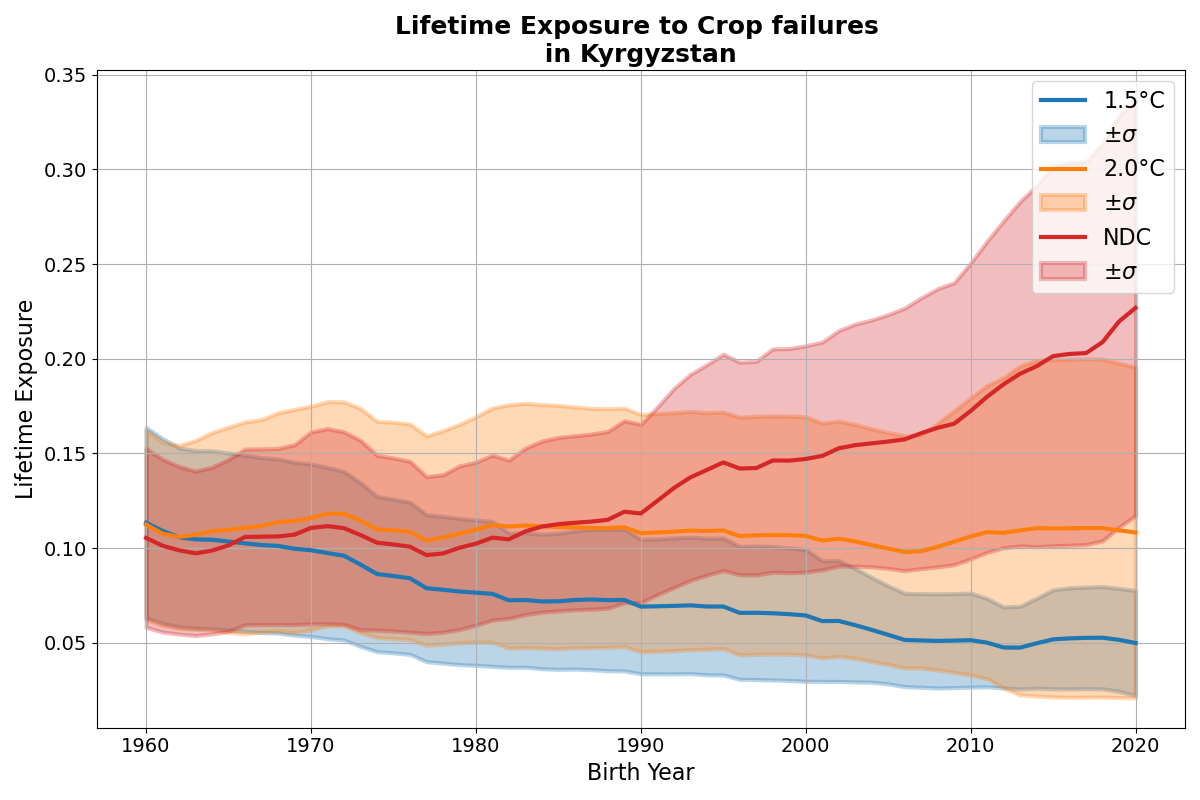 Lifetime Exposure to Crop failures
in Kyrgyzstan
0.35
0.30
0.25
0.20
0.15
0.10
0.05
Lifetime Exposure
1.5°C
±σ
2.0°C
±σ
NDC
±σ
1960 1970 1980 1990 2000 2010 2020
Birth Year